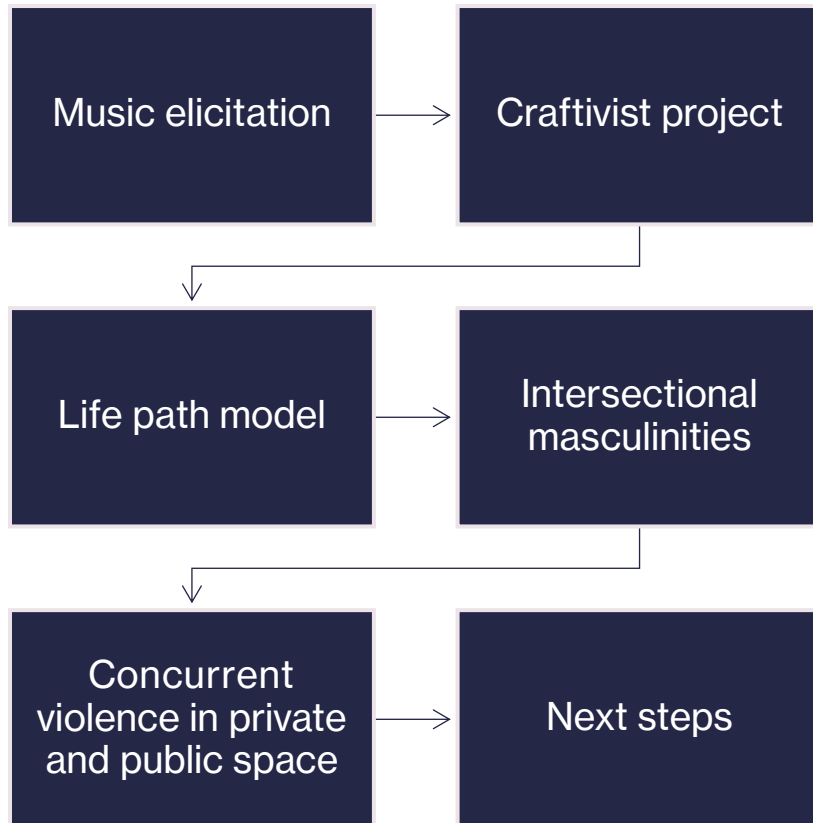 Music elicitation
Craftivist project
Life path model
Intersectional
masculinities
Concurrent
violence in private
and public space
Next steps